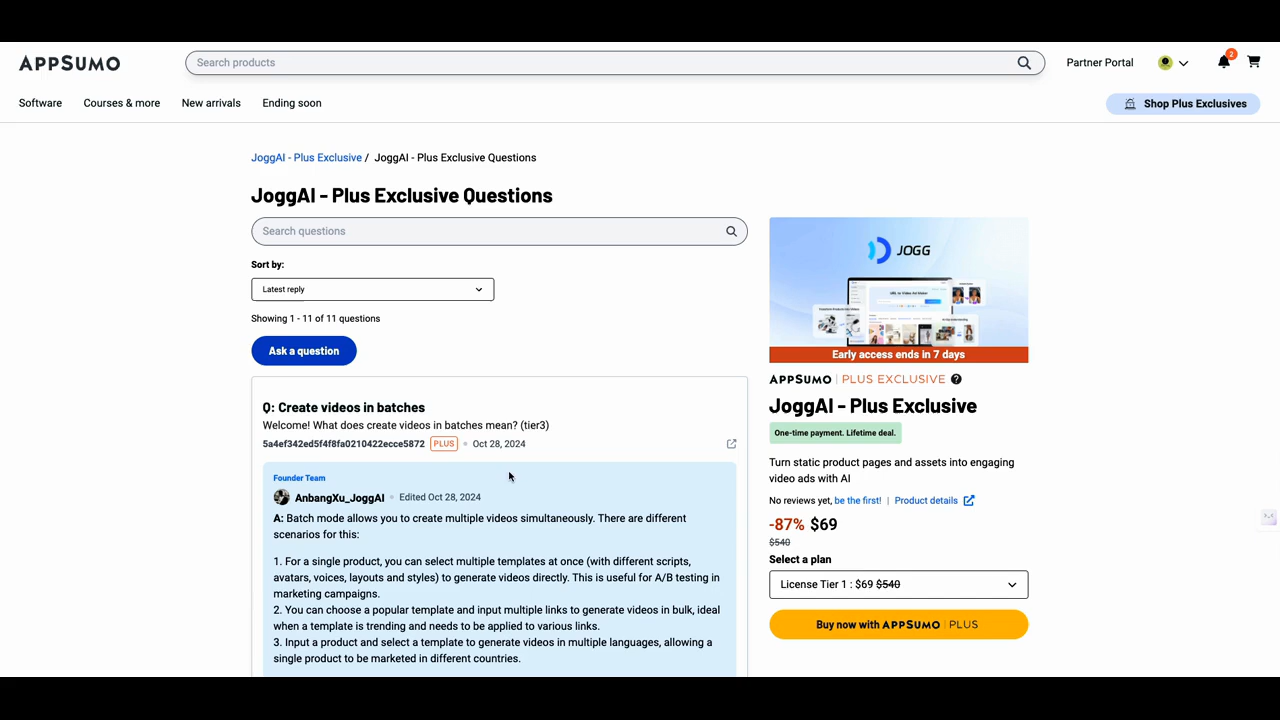 APPSUMO
Search products
Partner Portal
2
Software
Courses & more
New arrivals
Ending soon
Shop Plus Exclusives
JoggAI - Plus Exclusive / JoggAI - Plus Exclusive Questions
JoggAI - Plus Exclusive Questions
Search questions
Sort by:
Latest reply
Showing 1 - 11 of 11 questions
Ask a question
Q: Create videos in batches
Welcome! What does create videos in batches mean? (tier3)
5a4ef342ed5f4f8fa0210422ecce5872 PLUS Oct 28, 2024
Founder Team
AnbangXu_JoggAI Edited Oct 28, 2024
A: Batch mode allows you to create multiple videos simultaneously. There are different
scenarios for this:
1. For a single product, you can select multiple templates at once (with different scripts,
avatars, voices, layouts and styles) to generate videos directly. This is useful for A/B testing in
marketing campaigns.
2. You can choose a popular template and input multiple links to generate videos in bulk, ideal
when a template is trending and needs to be applied to various links.
3. Input a product and select a template to generate videos in multiple languages, allowing a
single product to be marketed in different countries.
JOGG
Early access ends in 7 days
APPSUMO | PLUS EXCLUSIVE ?
JoggAI - Plus Exclusive
One-time payment. Lifetime deal.
Turn static product pages and assets into engaging
video ads with AI
No reviews yet, be the first! | Product details
-87% $69
$540
Select a plan
License Tier 1 : $69 $540
Buy now with APPSUMO | PLUS